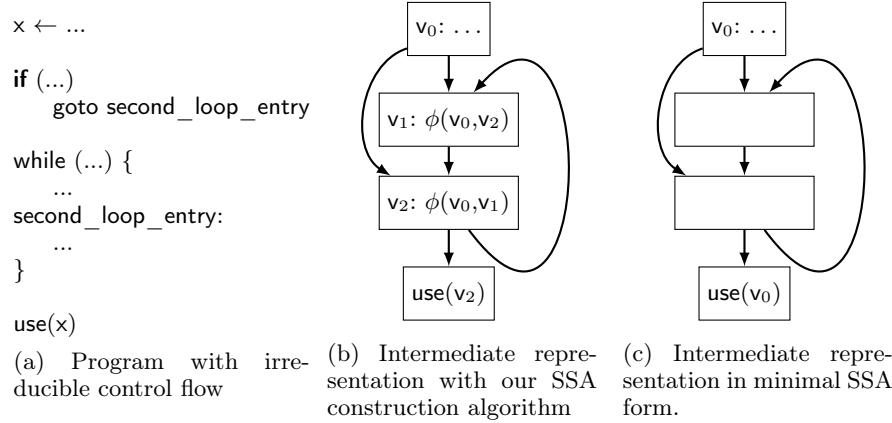 x ← ...
if (...)
goto second_loop_entry
while (...) {
...
second_loop_entry:
...
}
use(x)
(a) Program with irre-
ducible control flow
v₀: . . .
v₁: ϕ(v₀,v₂)
v₂: ϕ(v₀,v₁)
use(v₂)
(b) Intermediate repre-
sentation with our SSA
construction algorithm
v₀: . . .
use(v₀)
(c) Intermediate repre-
sentation in minimal SSA
form.